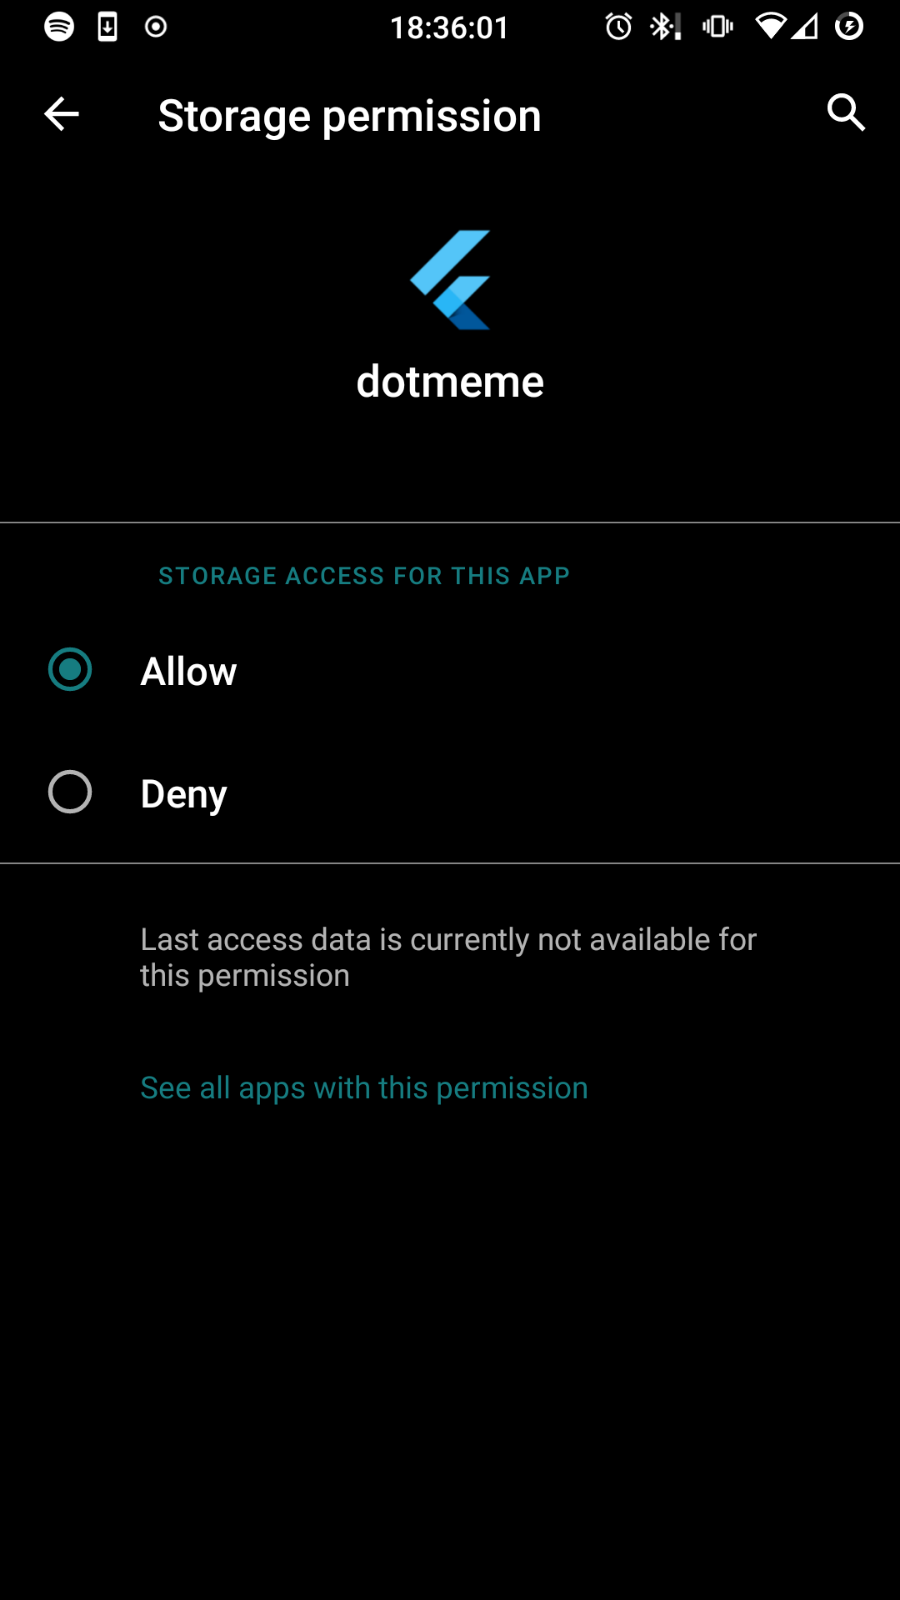 18:36:01
Storage permission
dotmeme
STORAGE ACCESS FOR THIS APP
Allow
Deny
Last access data is currently not available for
this permission
See all apps with this permission